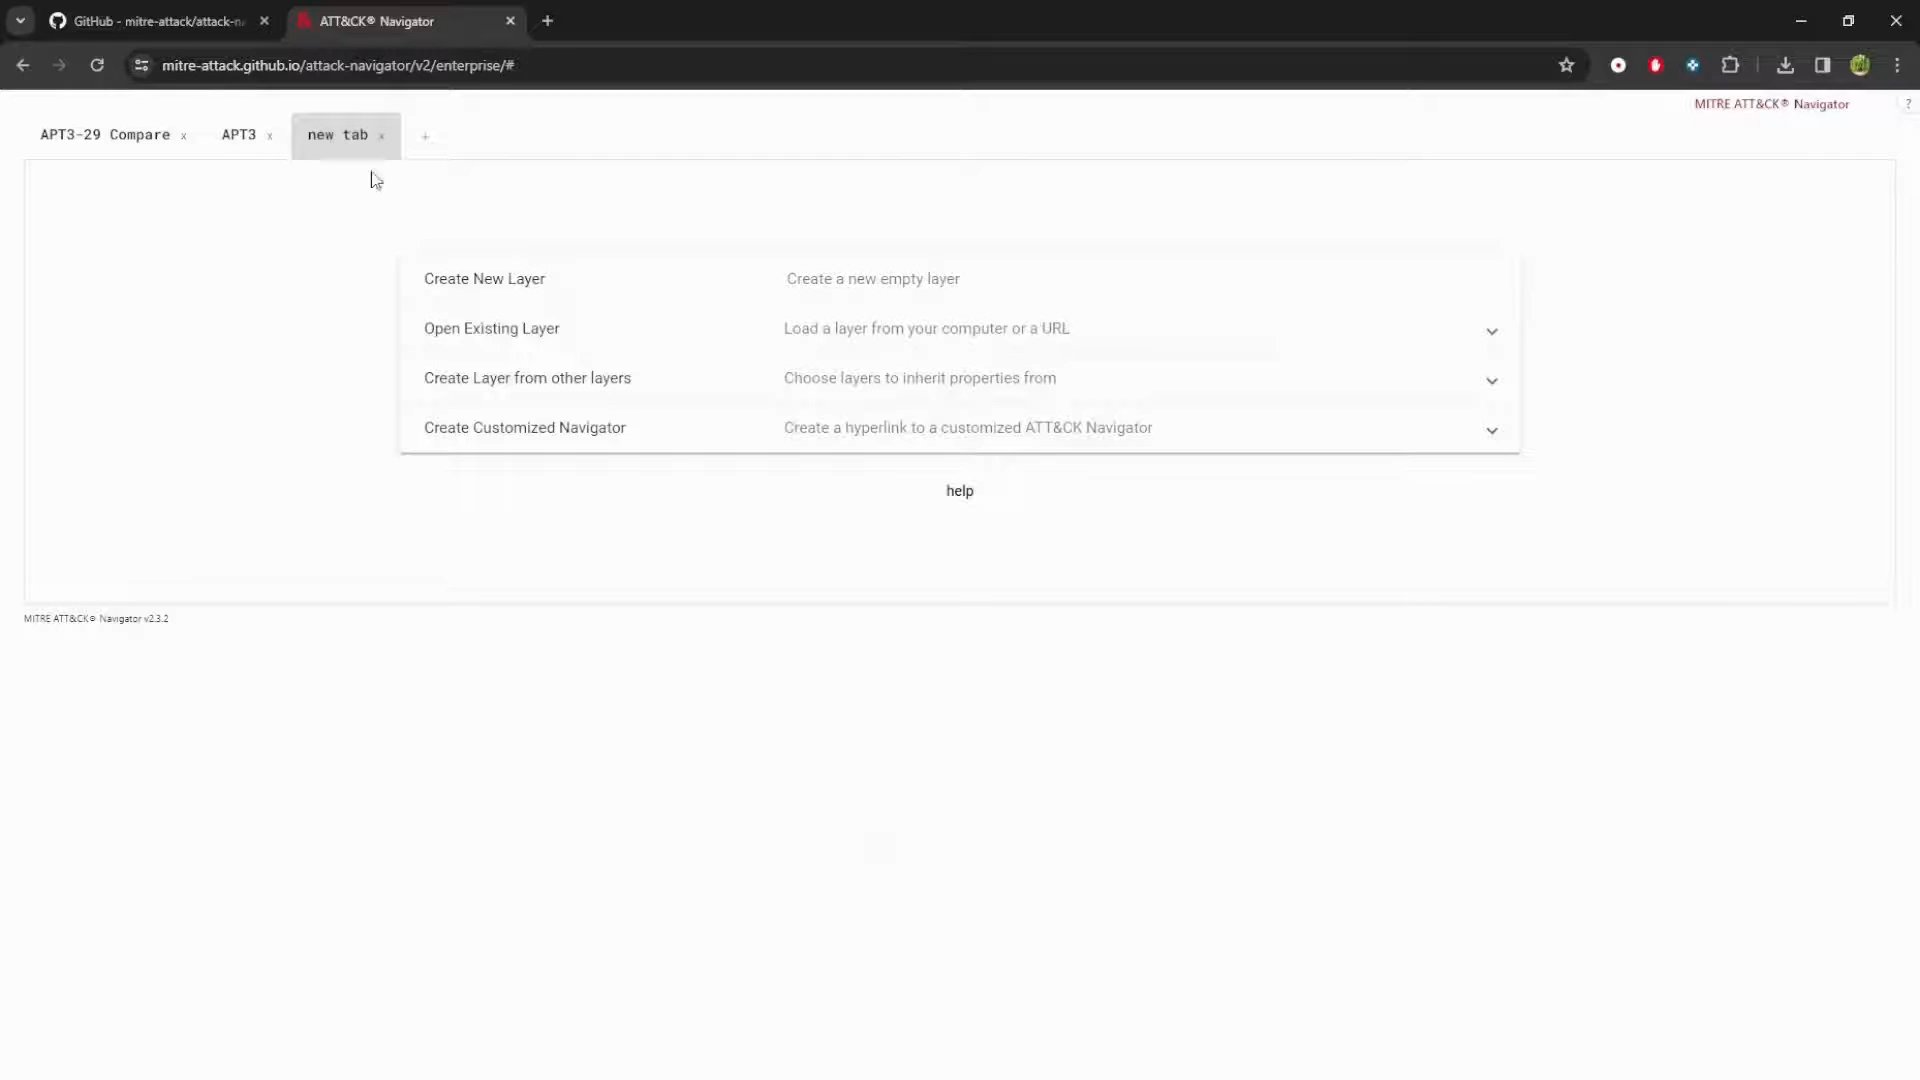 GitHub - mitre-attack/attack-n
ATT&CK® Navigator
mitre-attack.github.io/attack-navigator/v2/enterprise/#
MITRE ATT&CK® Navigator ?
APT3-29 Compare x APT3 x new tab x +
Create New Layer Create a new empty layer
Open Existing Layer Load a layer from your computer or a URL
Create Layer from other layers Choose layers to inherit properties from
Create Customized Navigator Create a hyperlink to a customized ATT&CK Navigator
help
MITRE ATT&CK® Navigator v2.3.2